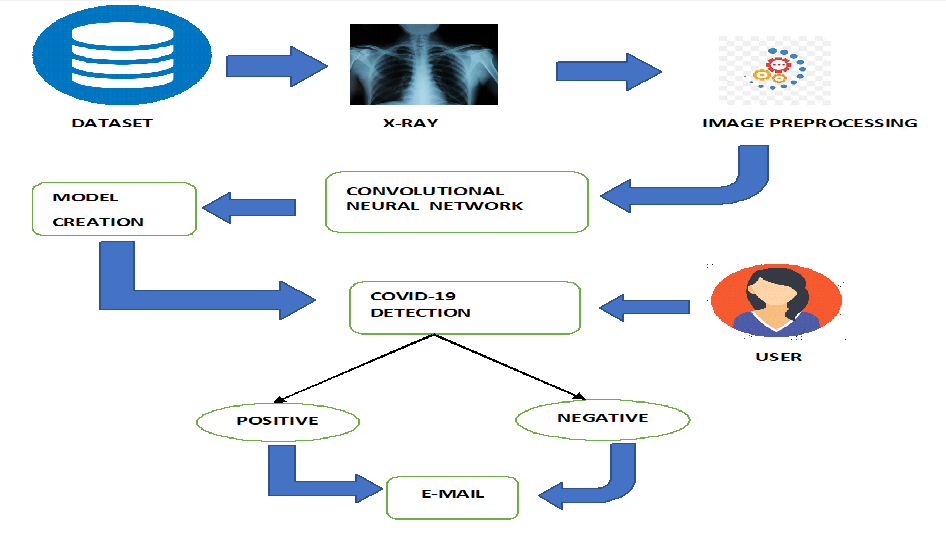 DATASET
X-RAY
IMAGE PREPROCESSING
MODEL
CREATION
CONVOLUTIONAL
NEURAL NETWORK
COVID-19
DETECTION
USER
POSITIVE
NEGATIVE
E-MAIL